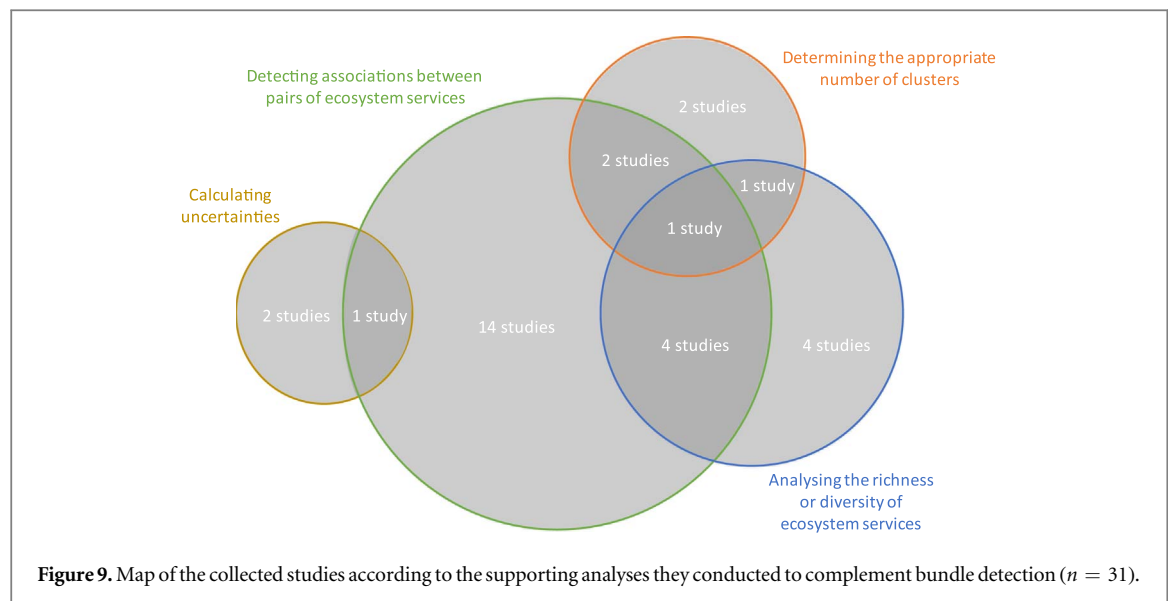 Determining the appropriate
number of clusters
Detecting associations between
pairs of ecosystem services
2 studies
2 studies
1 study
Calculating
uncertainties
1 study
2 studies
1 study
14 studies
4 studies
4 studies
Analysing the richness
or diversity of
ecosystem services
Figure 9. Map of the collected studies according to the supporting analyses they conducted to complement bundle detection (n = 31).